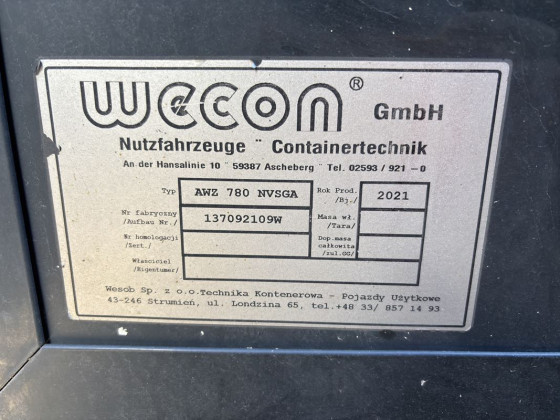 wecon® GmbH
Nutzfahrzeuge ¨ Containertechnik
An der Hansalinie 10 ¨ 59387 Ascheberg ¨ Tel. 02593 / 921 -0
Typ AWZ 780 NVSGA Rok Prod. /Bj./ 2021
Nr fabryczny /Aufbau Nr./ 137092109W Masa wł. /Tara/
Nr homologacji /Zert./ Dop.masa całkowita /zul.GG/
Właściciel /Eigentumer/
Wesob Sp. z o.o.Technika Kontenerowa - Pojazdy Użytkowe
43-246 Strumień, ul. Londzina 65, tel.+48 33/ 857 14 93